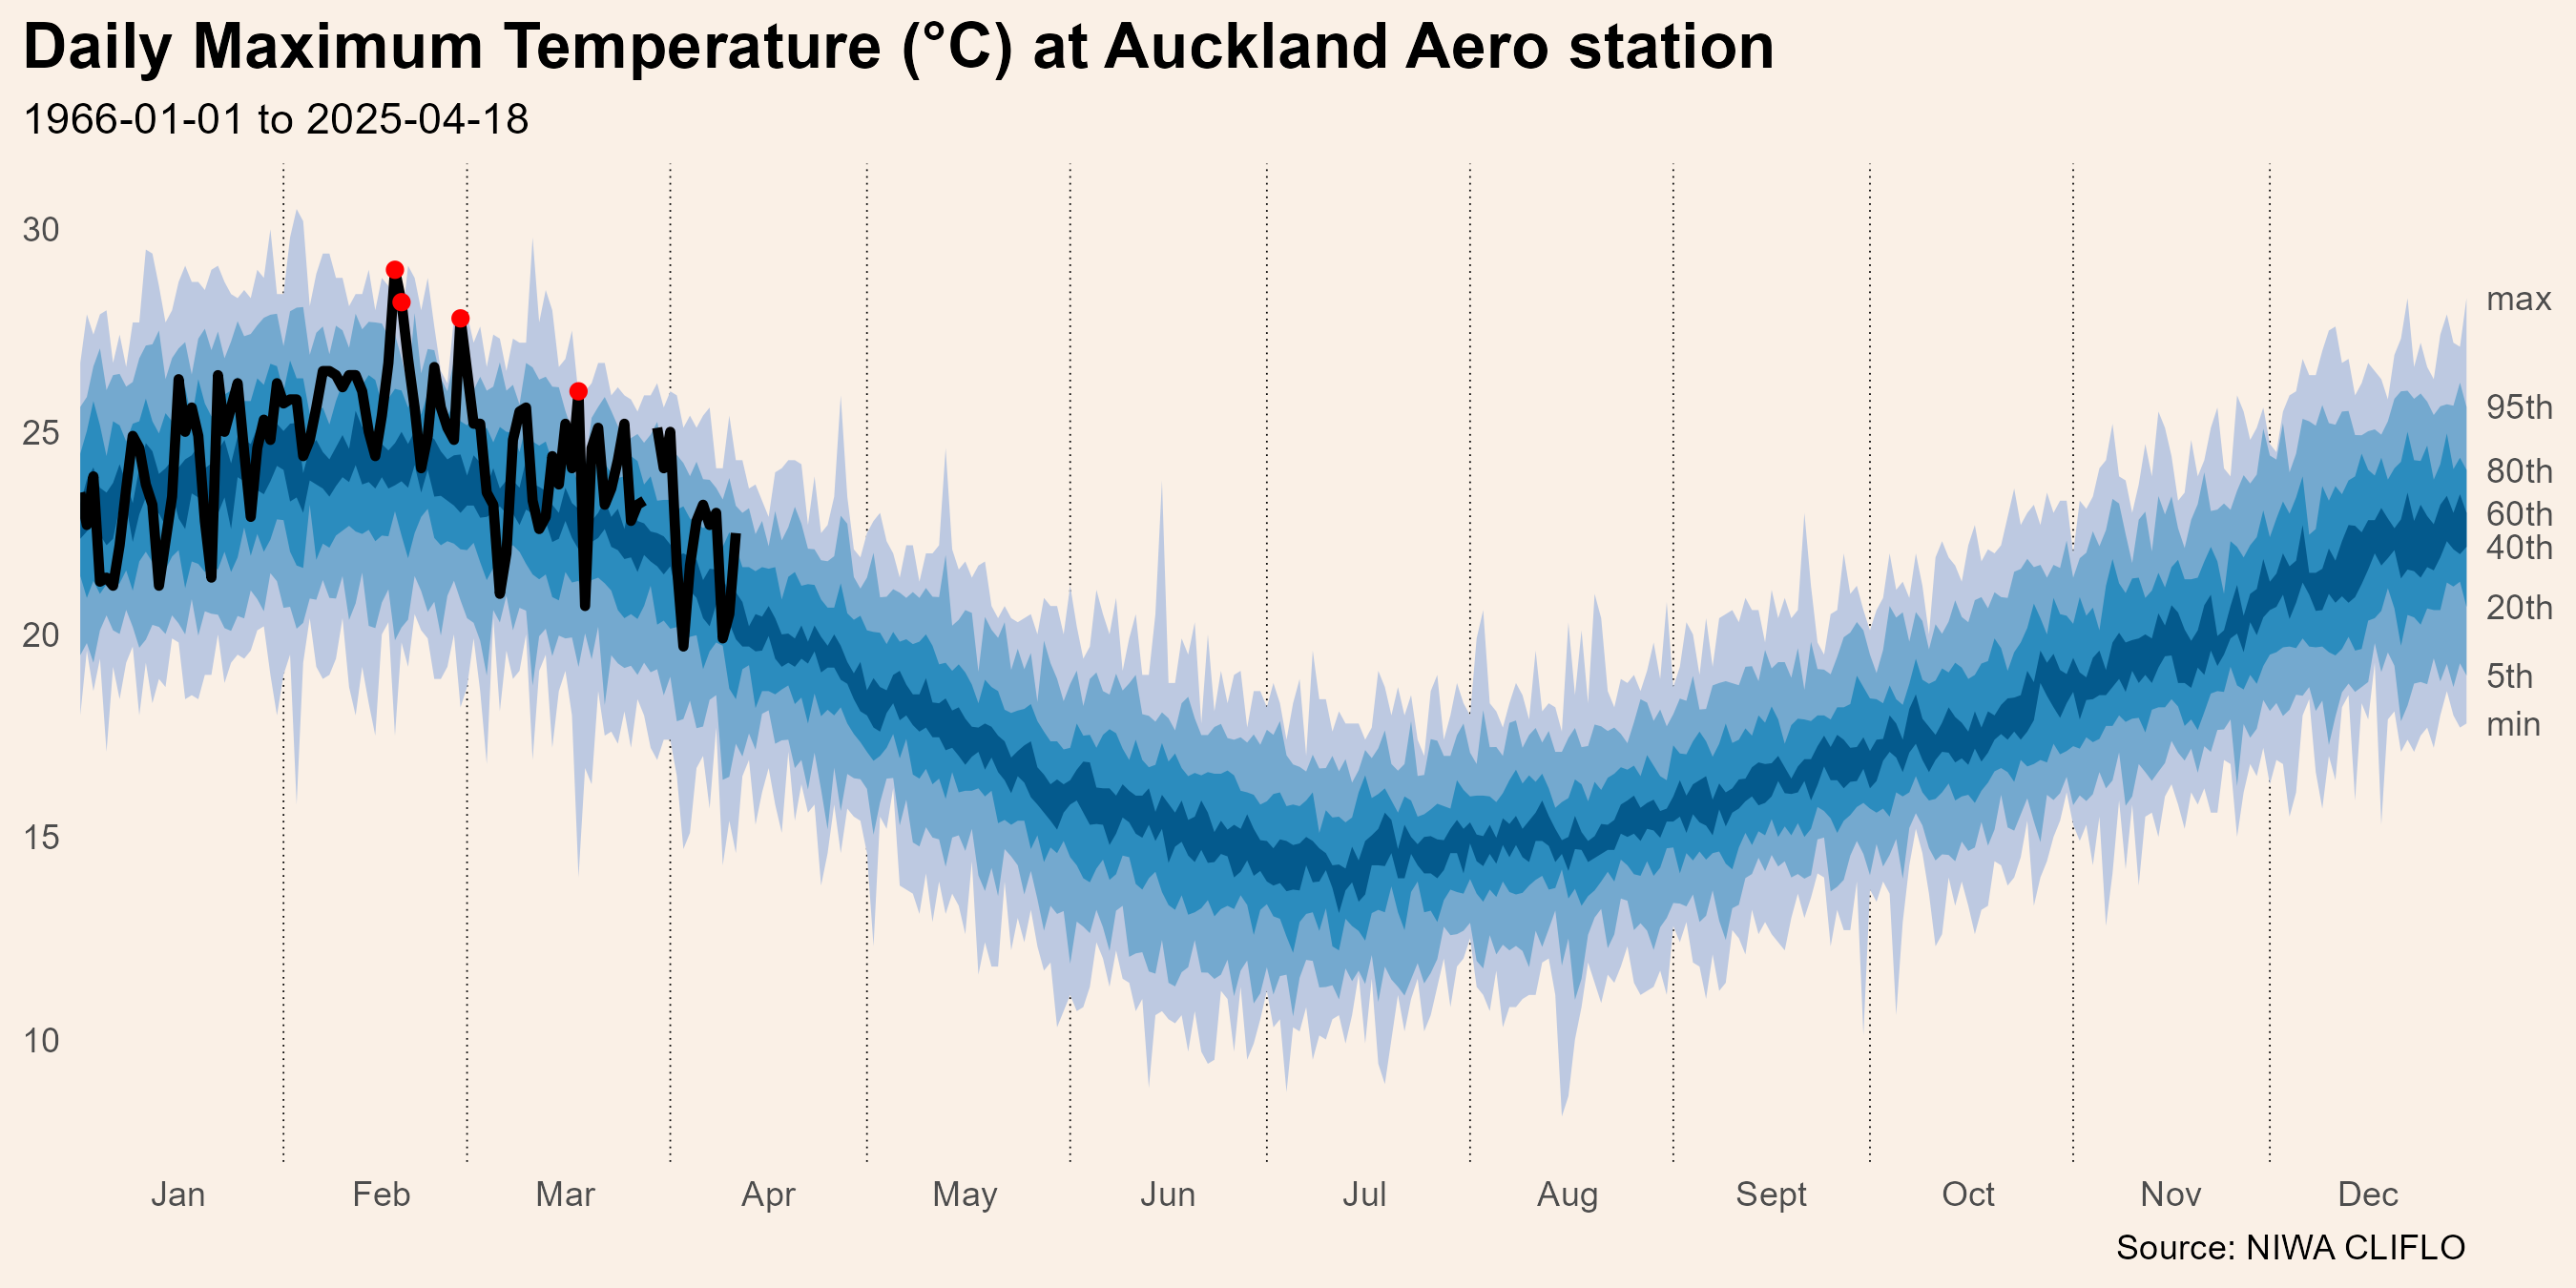 Daily Maximum Temperature (°C) at Auckland Aero station
1966-01-01 to 2025-04-18
30
25
20
15
10
max
95th
80th
60th
40th
20th
5th
min
Jan Feb Mar Apr May Jun Jul Aug Sept Oct Nov Dec
Source: NIWA CLIFLO